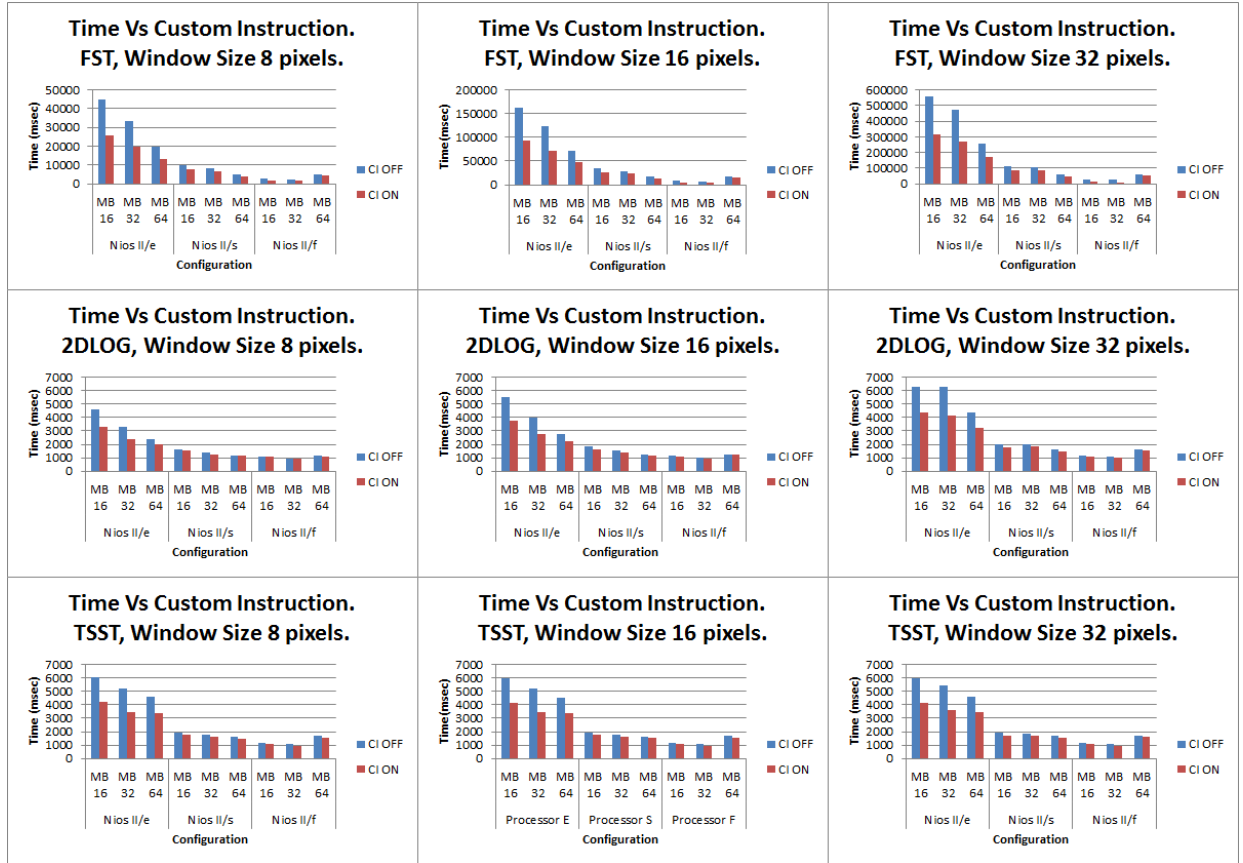 Time Vs Custom Instruction.
FST, Window Size 8 pixels.
Time (msec)
50000
40000
30000
20000
10000
0
CI OFF
CI ON
MB MB MB MB MB MB MB MB MB
16 32 64 16 32 64 16 32 64
Nios II/e Nios II/s Nios II/f
Configuration
Time Vs Custom Instruction.
FST, Window Size 16 pixels.
Time(msec)
200000
150000
100000
50000
0
CI OFF
CI ON
MB MB MB MB MB MB MB MB MB
16 32 64 16 32 64 16 32 64
Nios II/e Nios II/s Nios II/f
Configuration
Time Vs Custom Instruction.
FST, Window Size 32 pixels.
Time (msec)
600000
500000
400000
300000
200000
100000
0
CI OFF
CI ON
MB MB MB MB MB MB MB MB MB
16 32 64 16 32 64 16 32 64
Nios II/e Nios II/s Nios II/f
Configuration
Time Vs Custom Instruction.
2DLOG, Window Size 8 pixels.
Time (msec)
7000
6000
5000
4000
3000
2000
1000
0
CI OFF
CI ON
MB MB MB MB MB MB MB MB MB
16 32 64 16 32 64 16 32 64
Nios II/e Nios II/s Nios II/f
Configuration
Time Vs Custom Instruction.
2DLOG, Window Size 16 pixels.
Time(msec)
7000
6000
5000
4000
3000
2000
1000
0
CI OFF
CI ON
MB MB MB MB MB MB MB MB MB
16 32 64 16 32 64 16 32 64
Nios II/e Nios II/s Nios II/f
Configuration
Time Vs Custom Instruction.
2DLOG, Window Size 32 pixels.
Time (msec)
7000
6000
5000
4000
3000
2000
1000
0
CI OFF
CI ON
MB MB MB MB MB MB MB MB MB
16 32 64 16 32 64 16 32 64
Nios II/e Nios II/s Nios II/f
Configuration
Time Vs Custom Instruction.
TSST, Window Size 8 pixels.
Time (msec)
7000
6000
5000
4000
3000
2000
1000
0
CI OFF
CI ON
MB MB MB MB MB MB MB MB MB
16 32 64 16 32 64 16 32 64
Nios II/e Nios II/s Nios II/f
Configuration
Time Vs Custom Instruction.
TSST, Window Size 16 pixels.
Time(msec)
7000
6000
5000
4000
3000
2000
1000
0
CI OFF
CI ON
MB MB MB MB MB MB MB MB MB
16 32 64 16 32 64 16 32 64
Processor E Processor S Processor F
Configuration
Time Vs Custom Instruction.
TSST, Window Size 32 pixels.
Time (msec)
7000
6000
5000
4000
3000
2000
1000
0
CI OFF
CI ON
MB MB MB MB MB MB MB MB MB
16 32 64 16 32 64 16 32 64
Nios II/e Nios II/s Nios II/f
Configuration